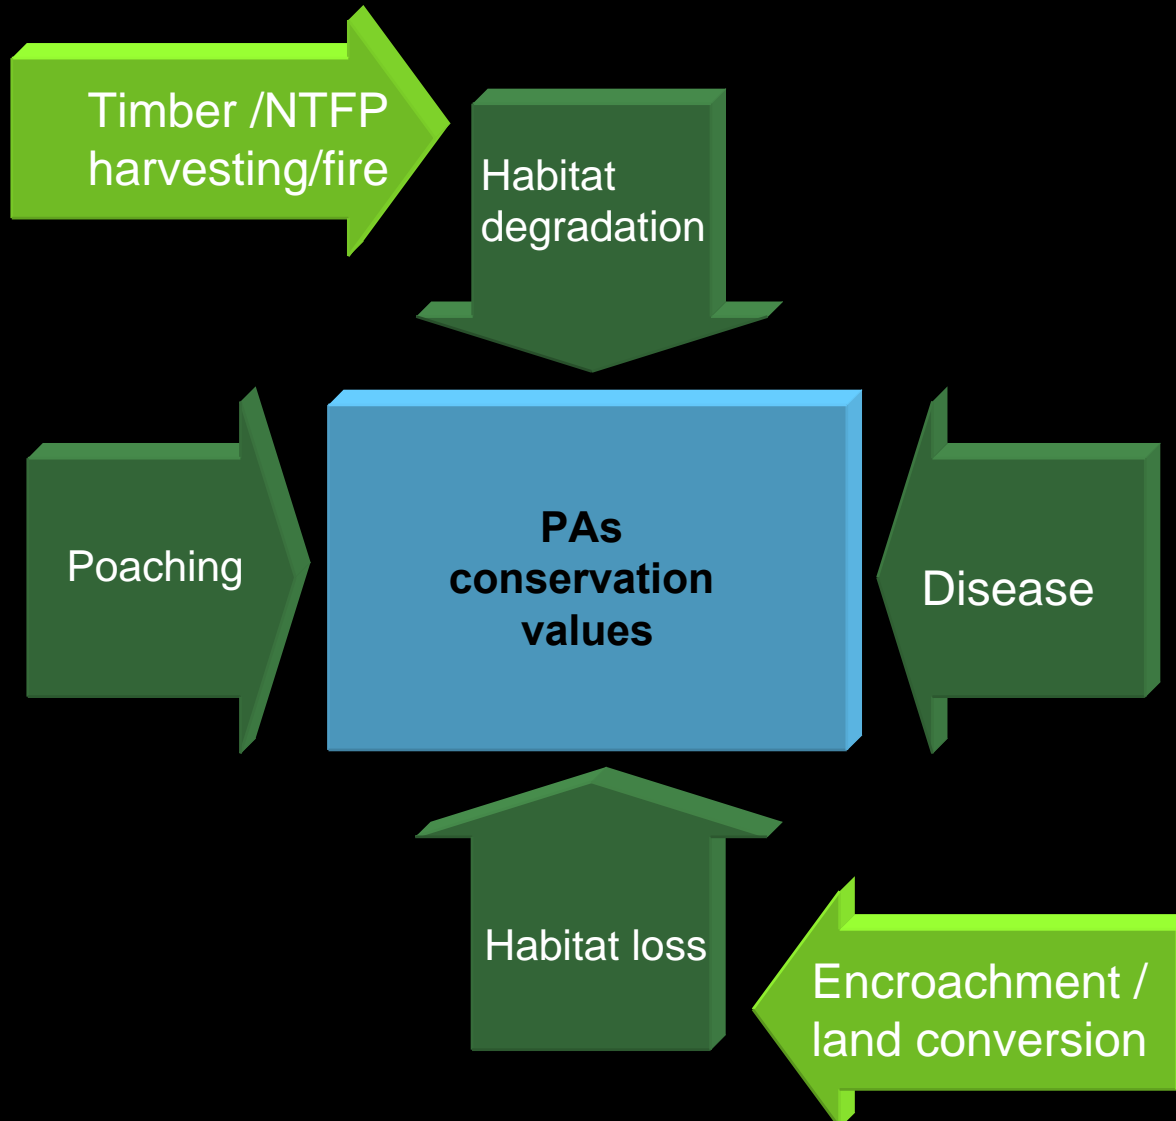 Timber /NTFP
harvesting/fire
Habitat
degradation
Poaching
PAs
conservation
values
Disease
Habitat loss
Encroachment /
land conversion